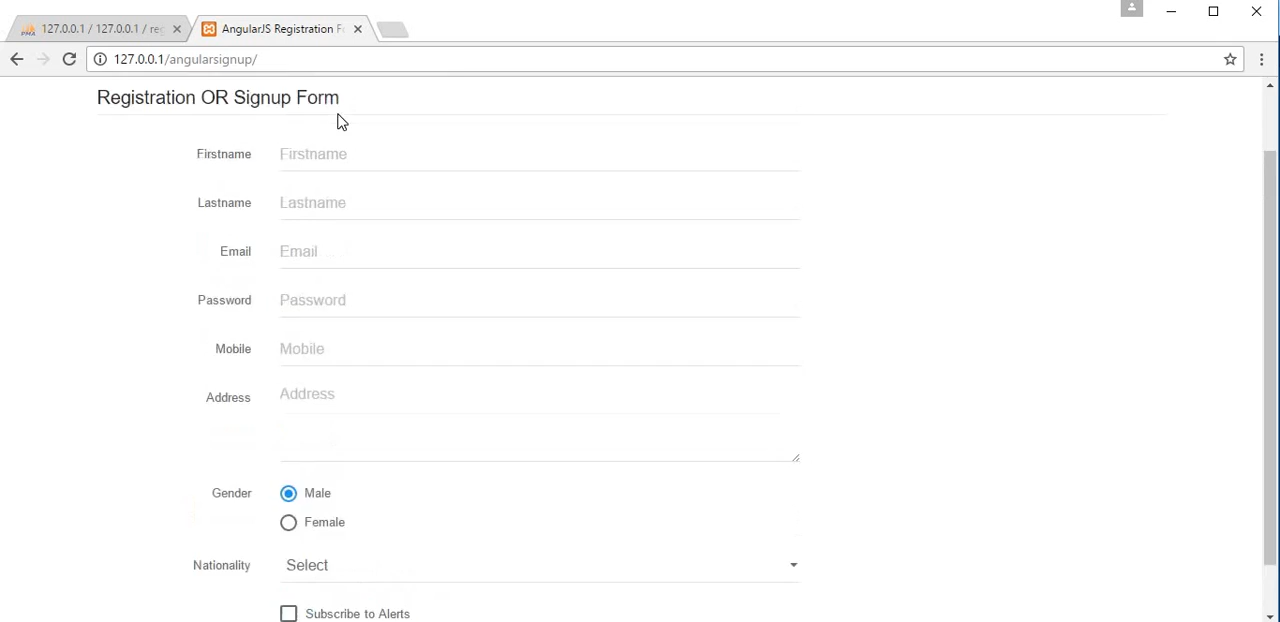 127.0.0.1 / 127.0.0.1 / reg
AngularJS Registration F
127.0.0.1/angularsignup/
Registration OR Signup Form
Firstname Firstname
Lastname Lastname
Email Email
Password Password
Mobile Mobile
Address Address
Gender Male
Female
Nationality Select
Subscribe to Alerts